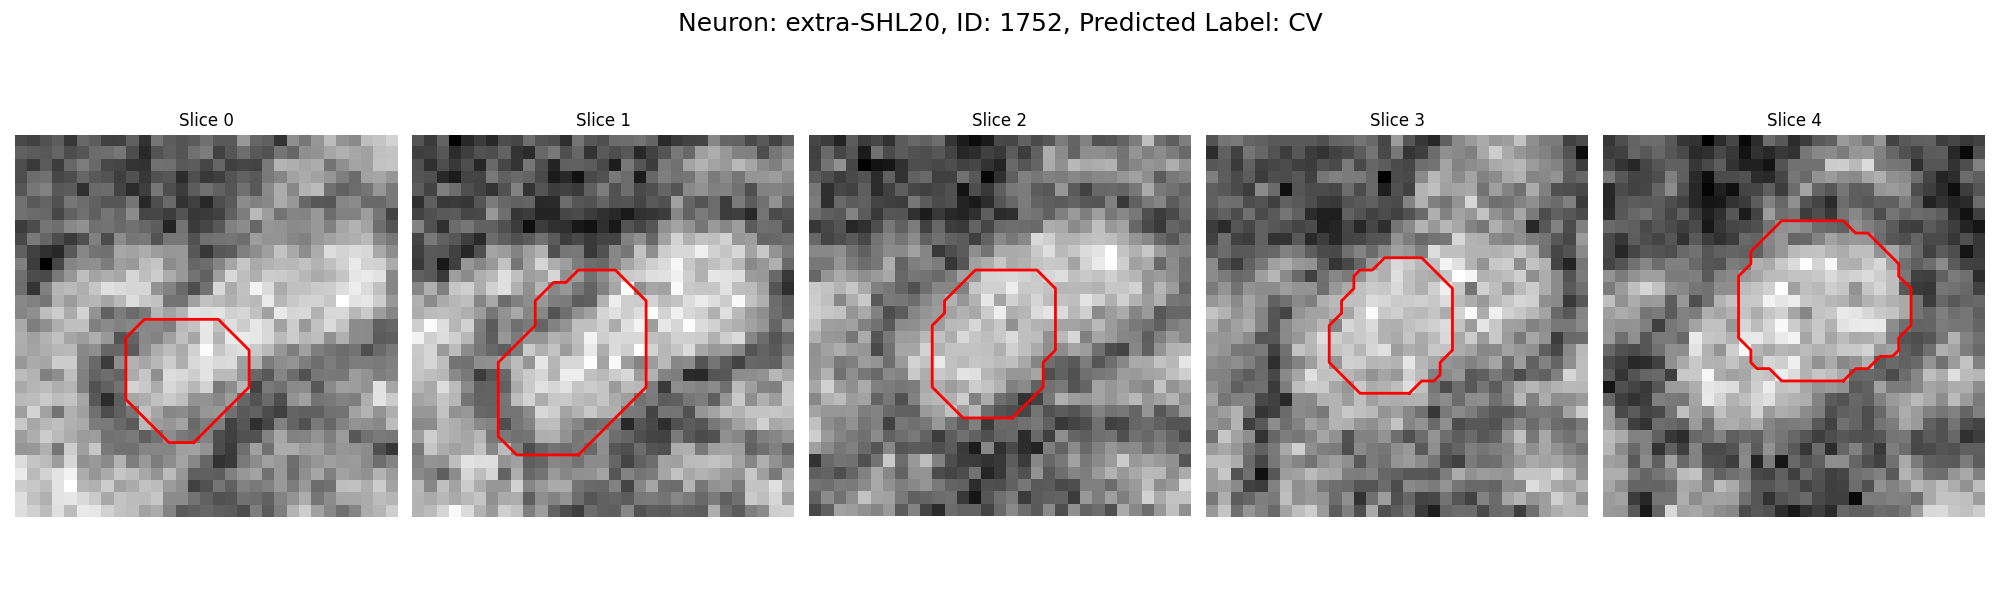 Neuron: extra-SHL20, ID: 1752, Predicted Label: CV
Slice 0
Slice 1
Slice 2
Slice 3
Slice 4